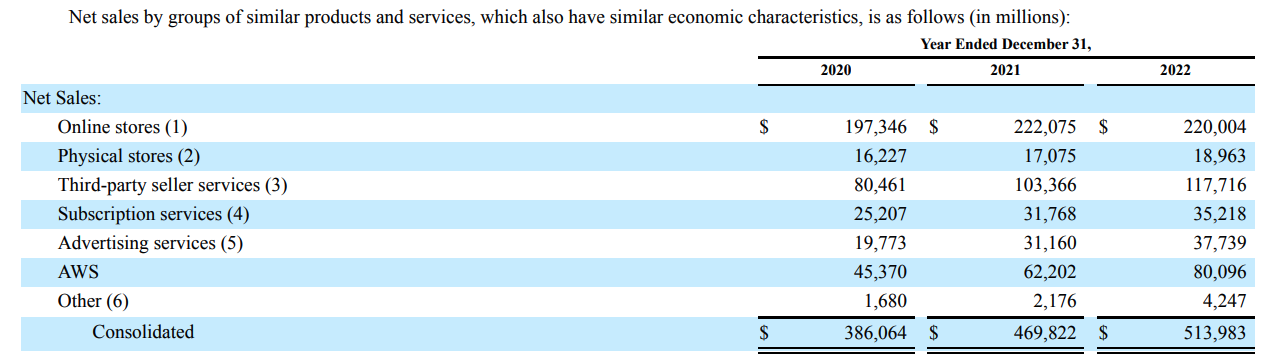 Net sales by groups of similar products and services, which also have similar economic characteristics, is as follows (in millions):
Year Ended December 31,
2020 2021 2022
Net Sales:
Online stores (1) $ 197,346 $ 222,075 $ 220,004
Physical stores (2) 16,227 17,075 18,963
Third-party seller services (3) 80,461 103,366 117,716
Subscription services (4) 25,207 31,768 35,218
Advertising services (5) 19,773 31,160 37,739
AWS 45,370 62,202 80,096
Other (6) 1,680 2,176 4,247
Consolidated $ 386,064 $ 469,822 $ 513,983